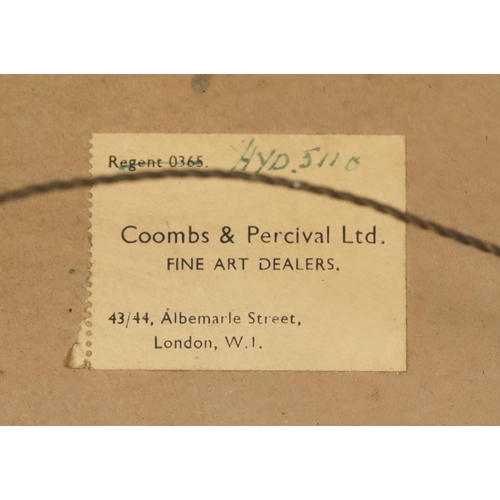 Regent 0365. HYD. 5110
Coombs & Percival Ltd.
FINE ART DEALERS.
43/44, Albemarle Street,
London, W.1.